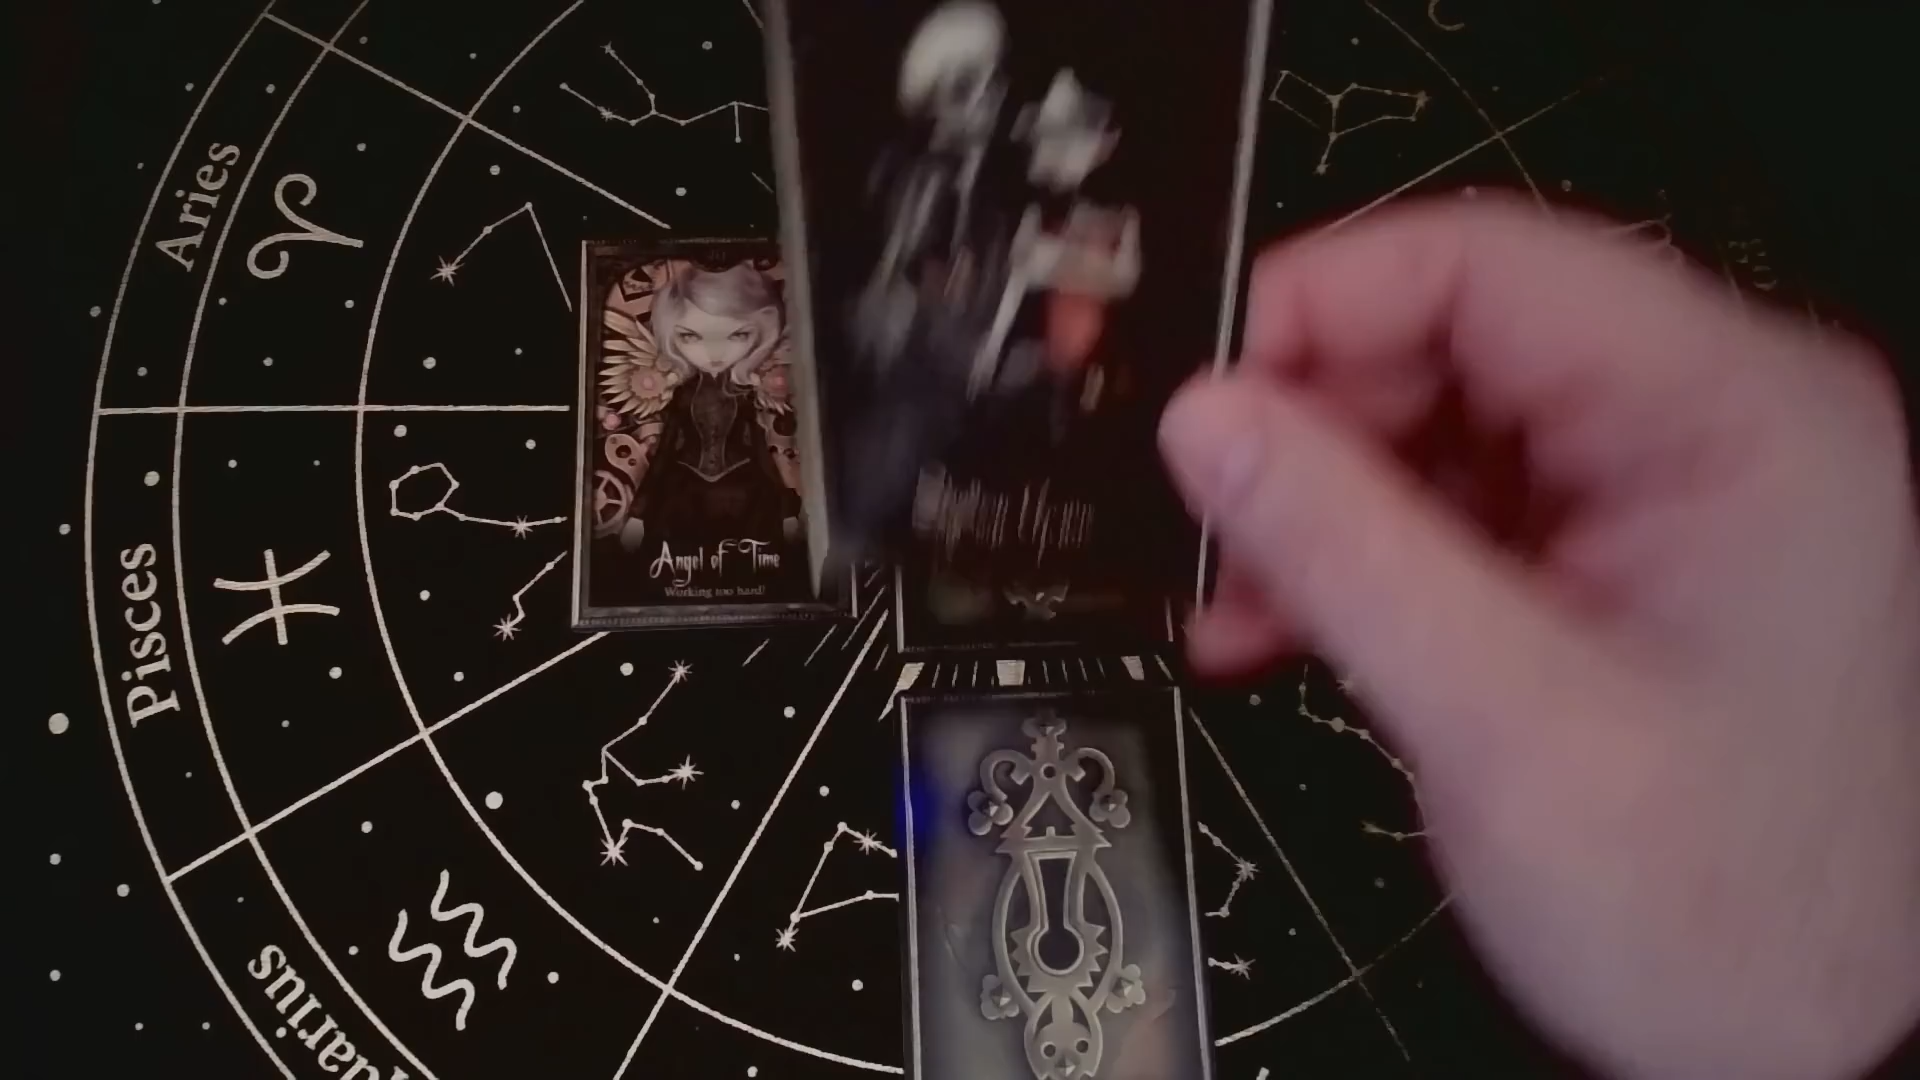 Aries
Pisces
quarius
Angel of Time
Working too hard!